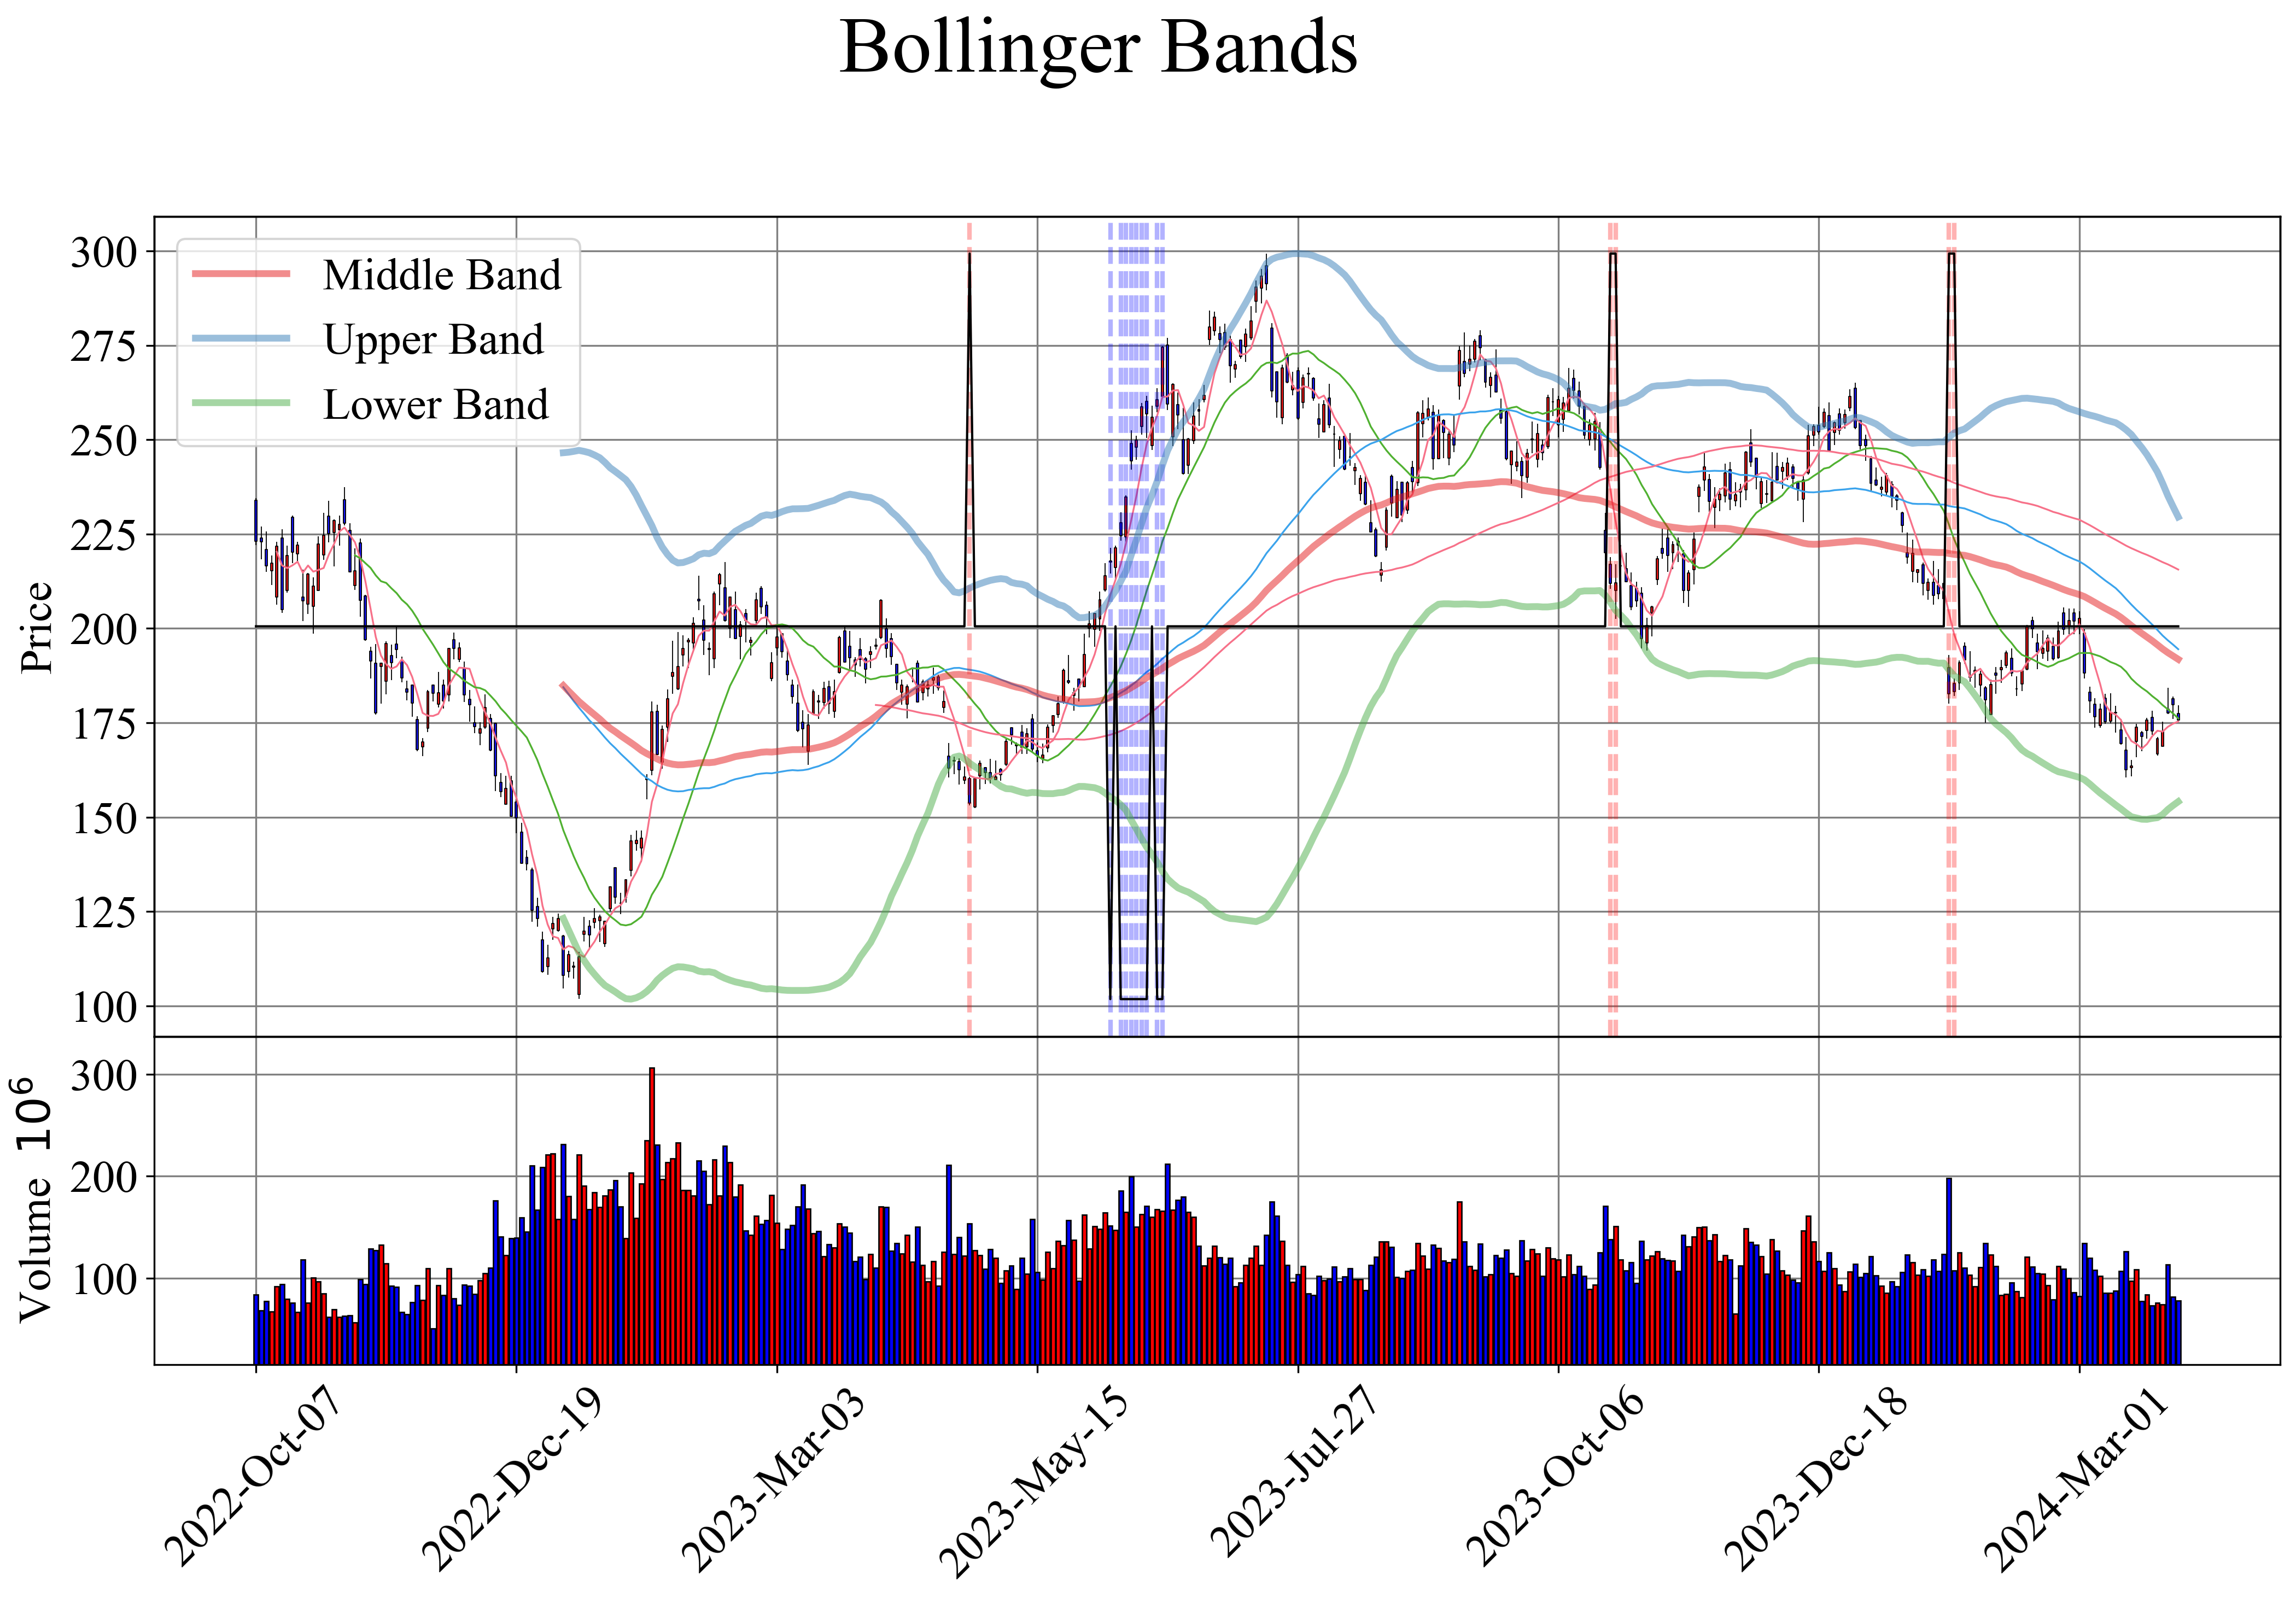 Bollinger Bands
Middle Band
Upper Band
Lower Band
Price
300
275
250
225
200
175
150
125
100
Volume 10⁶
300
200
100
2022-Oct-07
2022-Dec-19
2023-Mar-03
2023-May-15
2023-Jul-27
2023-Oct-06
2023-Dec-18
2024-Mar-01